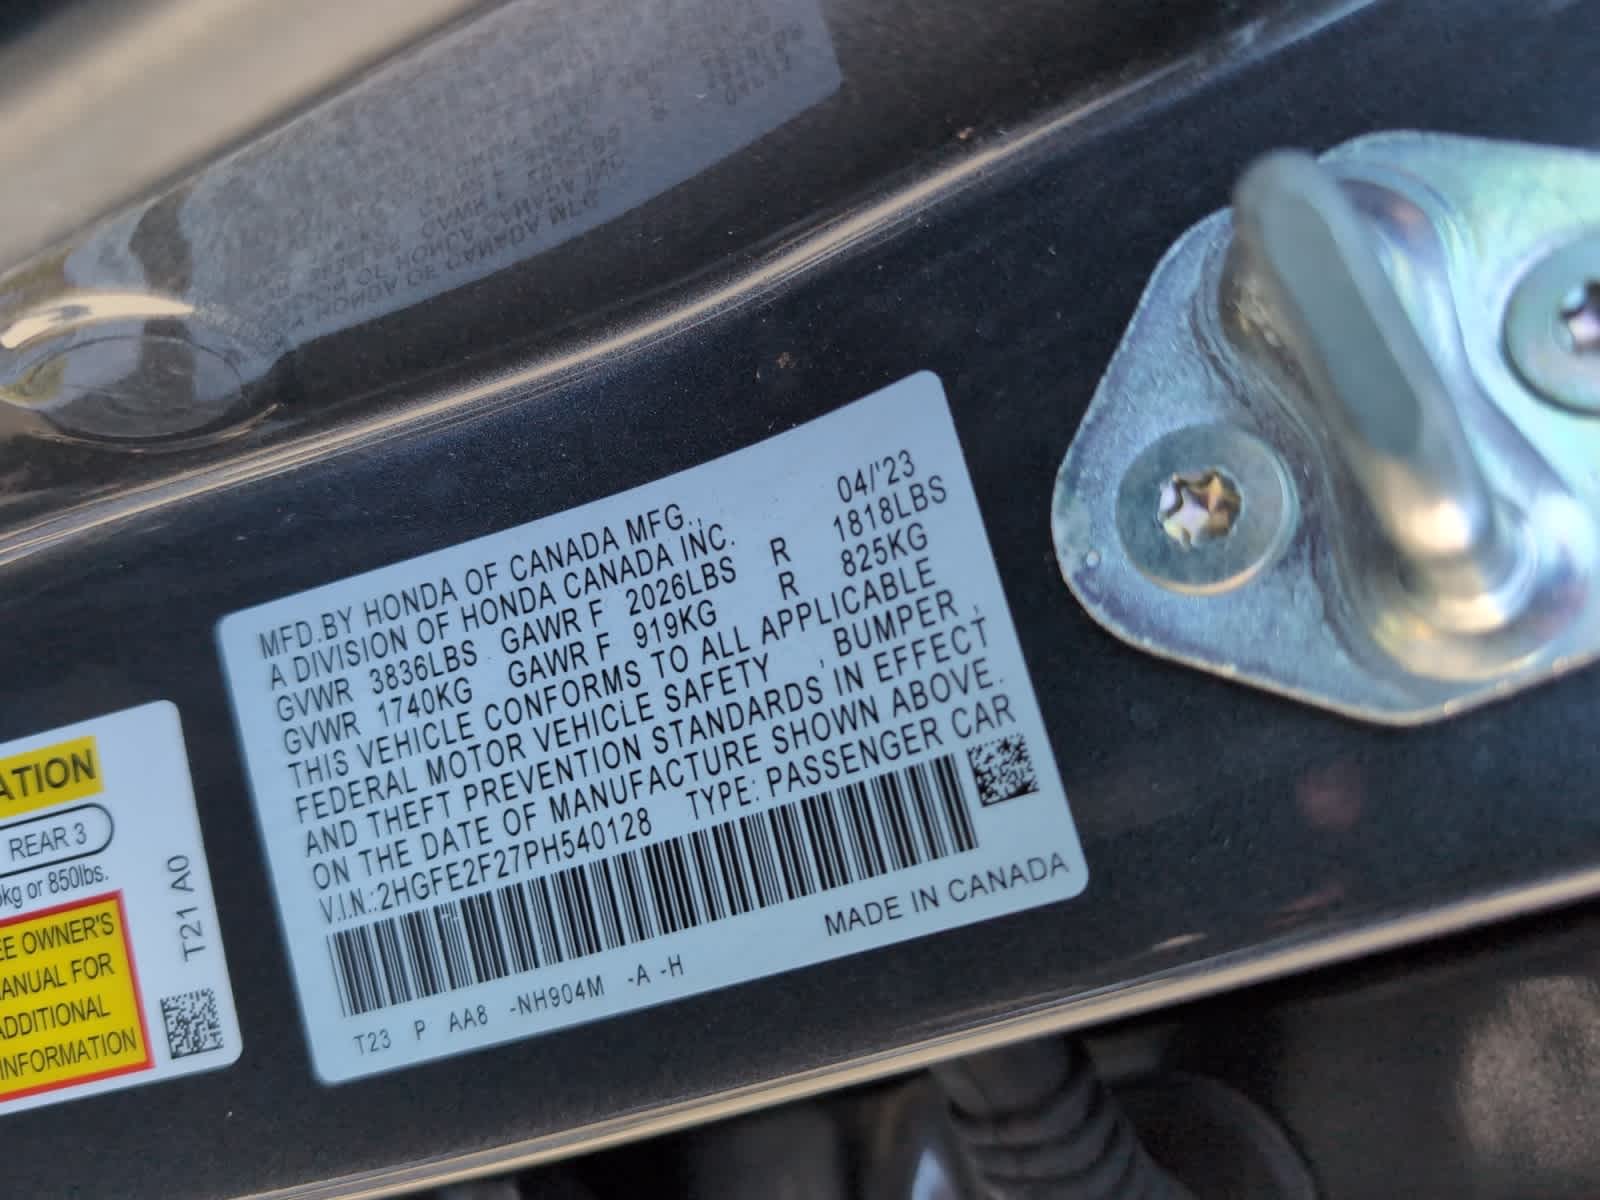 MFD.BY HONDA OF CANADA MFG., 04/'23
A DIVISION OF HONDA CANADA INC.
GVWR 3836LBS GAWR F 2026LBS R 1818LBS
GVWR 1740KG GAWR F 919KG R 825KG
THIS VEHICLE CONFORMS TO ALL APPLICABLE
FEDERAL MOTOR VEHICLE SAFETY , BUMPER ,
AND THEFT PREVENTION STANDARDS IN EFFECT
ON THE DATE OF MANUFACTURE SHOWN ABOVE.
V.I.N.:2HGFE2F27PH540128 TYPE: PASSENGER CAR
MADE IN CANADA
T23 P AA8 -NH904M -A -H
ATION
REAR 3
kg or 850lbs.
EE OWNER'S
ANUAL FOR
ADDITIONAL
INFORMATION
T21 A0